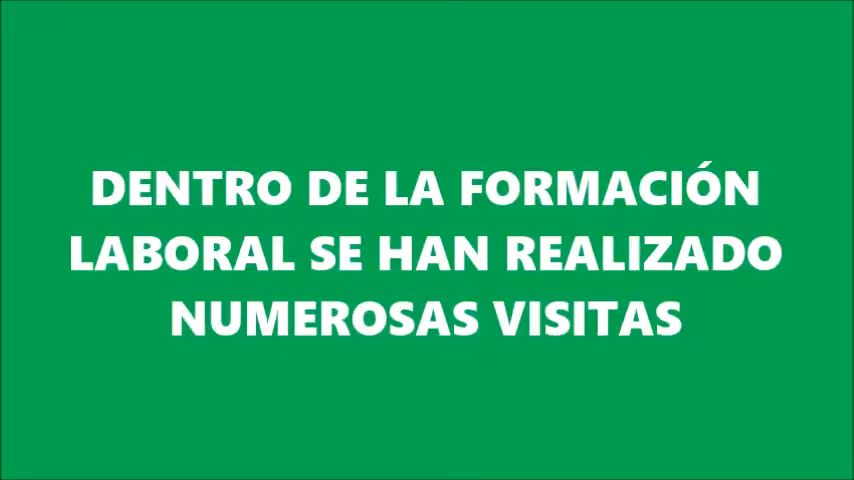 DENTRO DE LA FORMACIÓN
LABORAL SE HAN REALIZADO
NUMEROSAS VISITAS